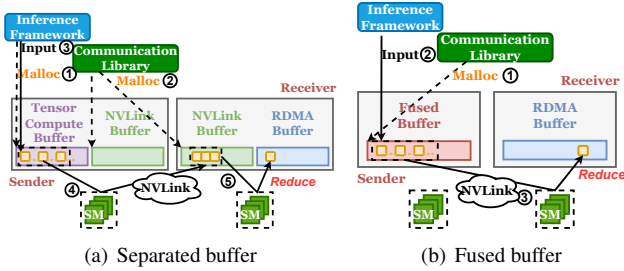 Inference
Framework
Input ③
Communication
Library
Malloc ①
Malloc ②
Receiver
Tensor
Compute
Buffer
NVLink
Buffer
NVLink
Buffer
RDMA
Buffer
Sender
④
NVLink
⑤
Reduce
SM
SM
(a) Separated buffer
Inference
Framework
Input ②
Communication
Library
Malloc ①
Receiver
Fused
Buffer
RDMA
Buffer
Sender
Reduce
NVLink
③
SM
SM
(b) Fused buffer